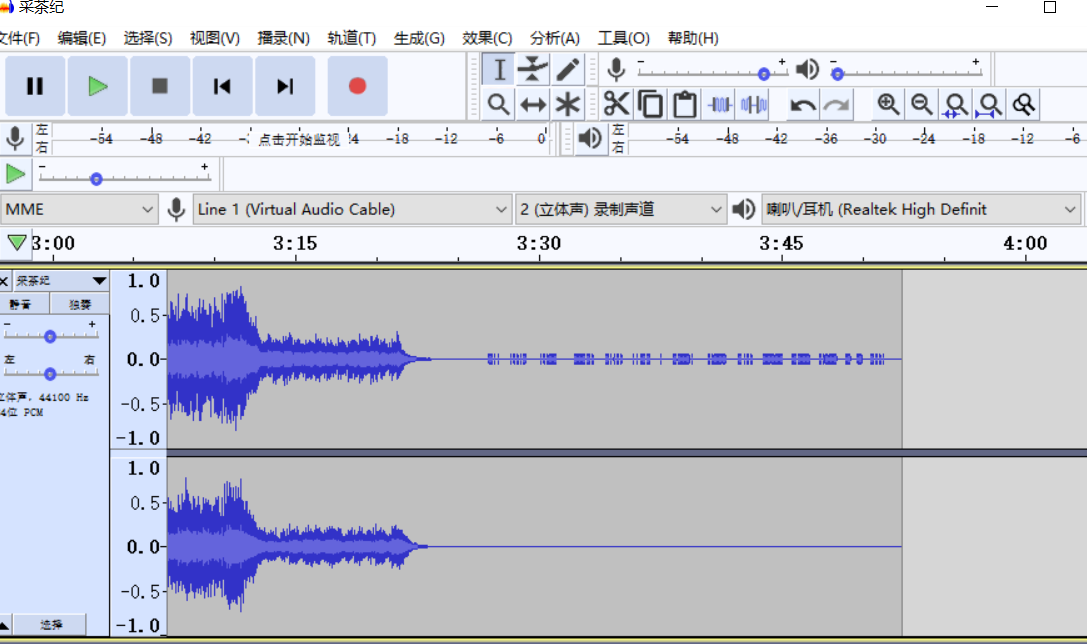 采茶纪
文件(F) 编辑(E) 选择(S) 视图(V) 播录(N) 轨道(T) 生成(G) 效果(C) 分析(A) 工具(O) 帮助(H)
左 右 -54 -48 -42 点击开始监视 -18 -12 -6 0 左 右 -54 -48 -42 -36 -30 -24 -18 -12 -6
MME Line 1 (Virtual Audio Cable) 2 (立体声) 录制声道 喇叭/耳机 (Realtek High Definit
3:00 3:15 3:30 3:45 4:00
采茶纪
静音 独奏
左 右
立体声, 44100 Hz
4位 PCM
选择
1.0
0.5
0.0
-0.5
-1.0
1.0
0.5
0.0
-0.5
-1.0